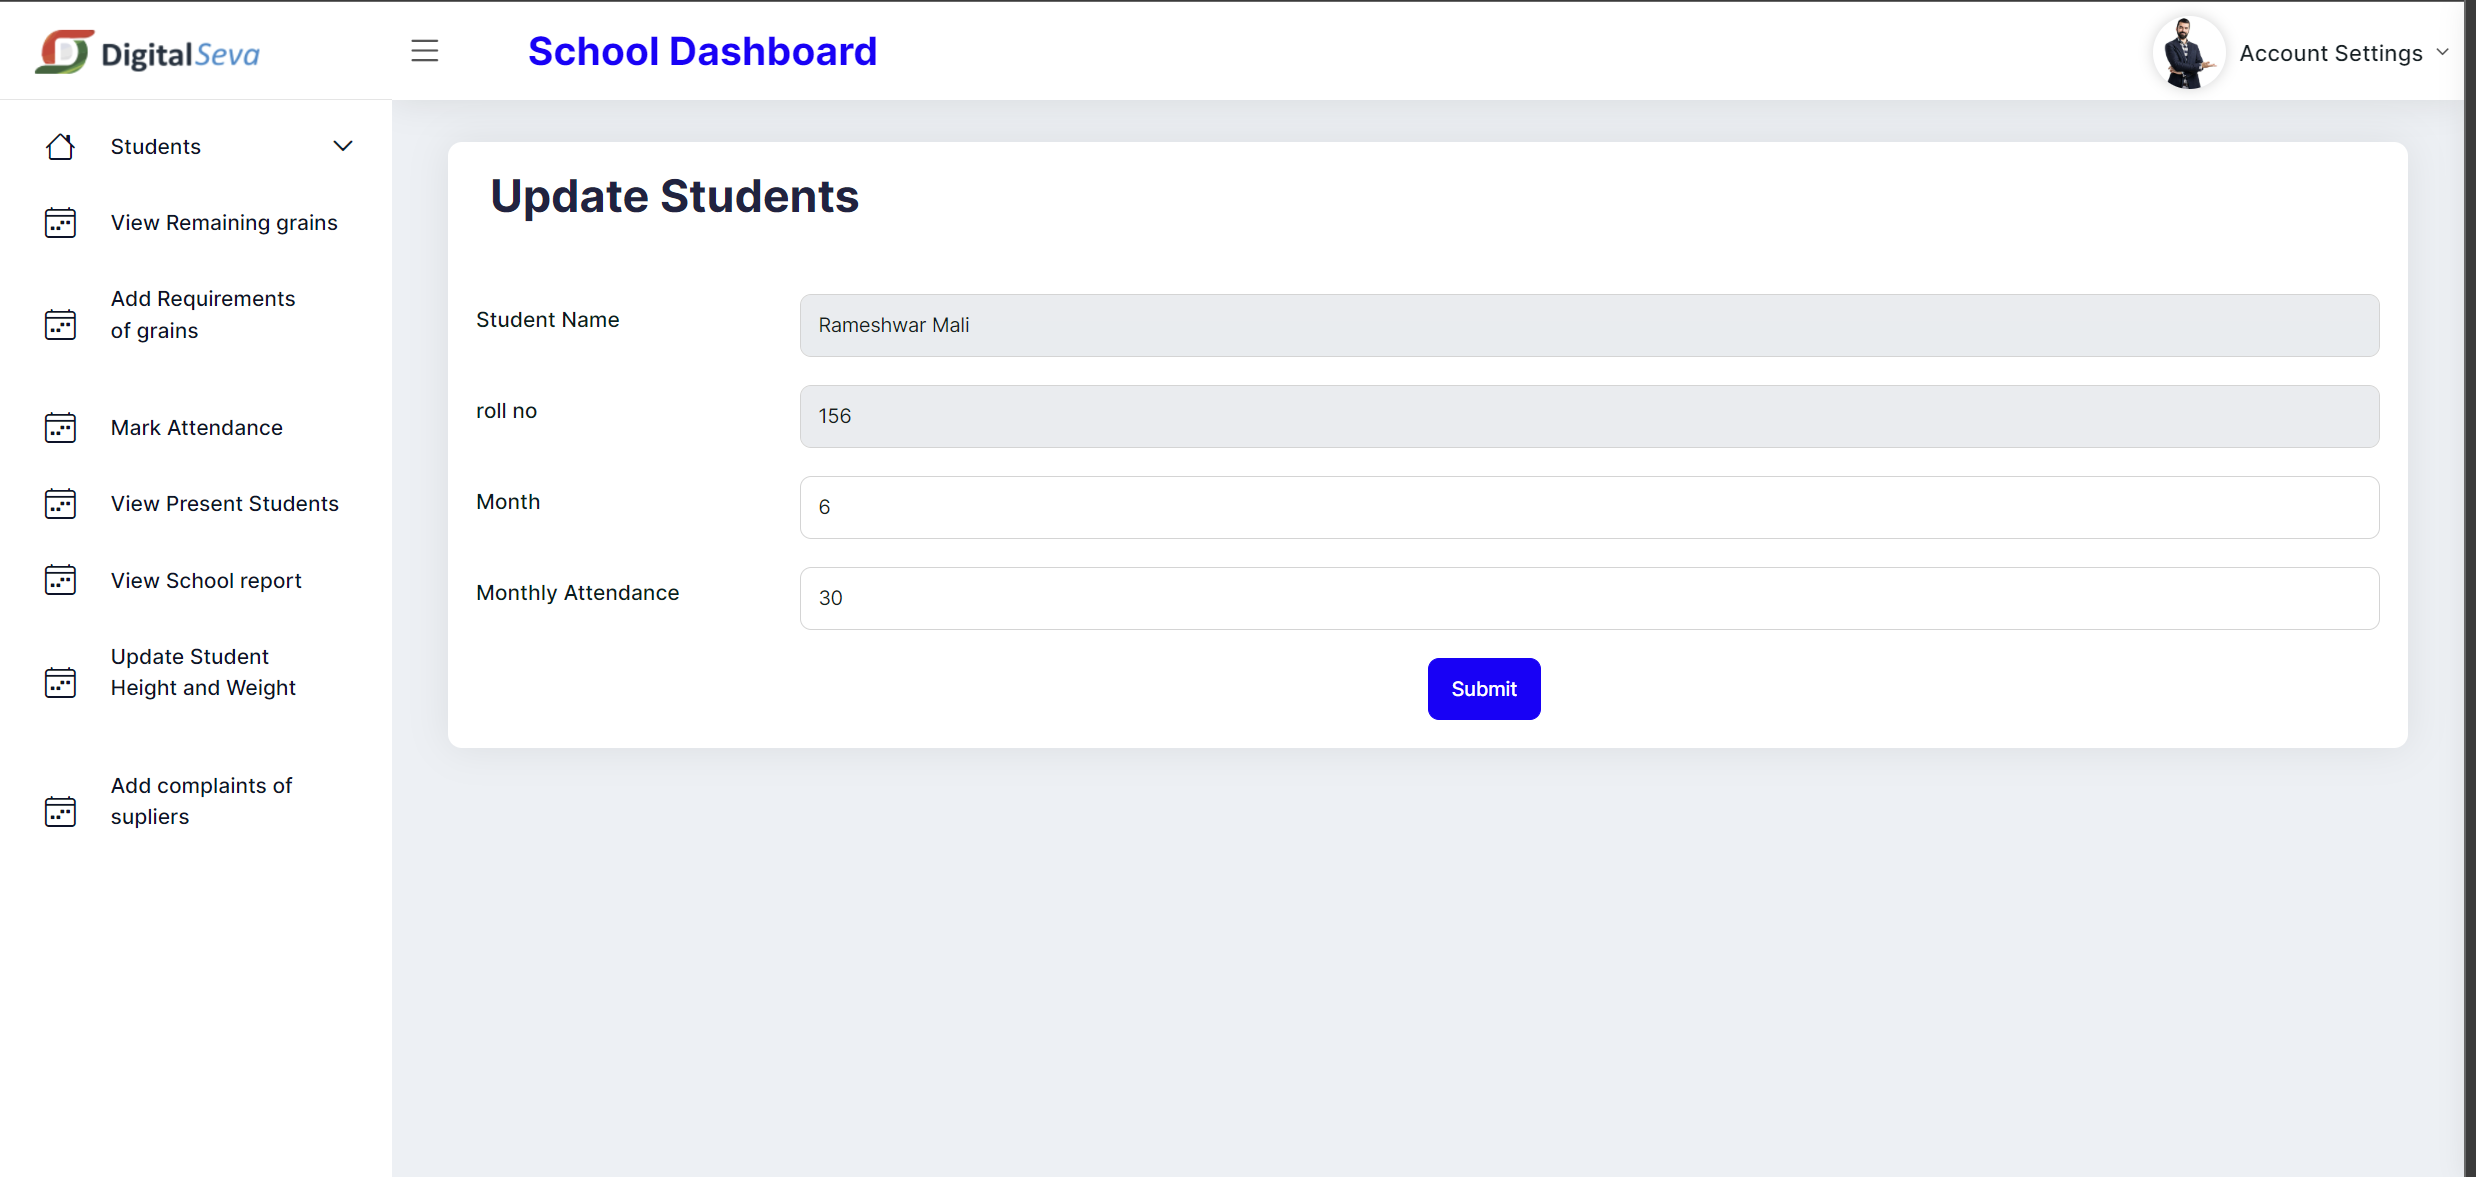 DigitalSeva
School Dashboard
Account Settings
Students
View Remaining grains
Add Requirements
of grains
Mark Attendance
View Present Students
View School report
Update Student
Height and Weight
Add complaints of
supliers
Update Students
Student Name
Rameshwar Mali
roll no
156
Month
6
Monthly Attendance
30
Submit